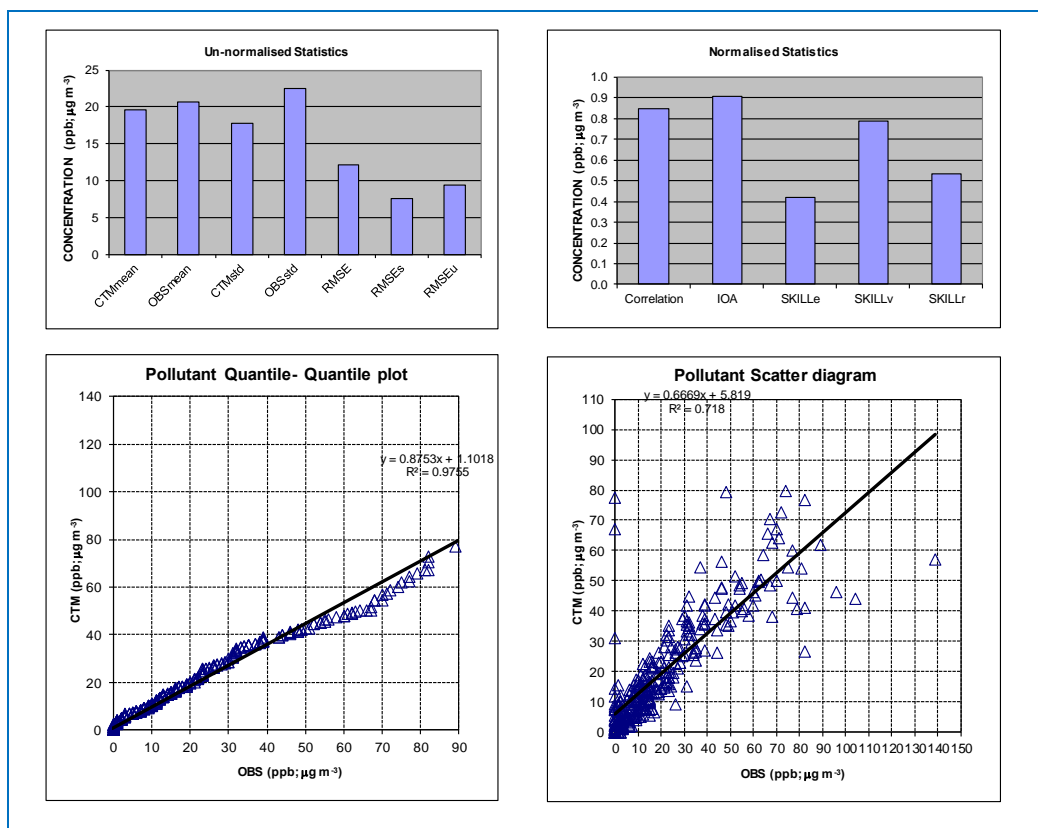 Un-normalised Statistics
CONCENTRATION (ppb; µg m-3)
25
20
15
10
5
0
CTMmean
OBSmean
CTMstd
OBSstd
RMSE
RMSEs
RMSEu
Normalised Statistics
CONCENTRATION (ppb; µg m-3)
1.0
0.9
0.8
0.7
0.6
0.5
0.4
0.3
0.2
0.1
0.0
Correlation IOA SKILLe SKILLv SKILLr
Pollutant Quantile- Quantile plot
CTM (ppb; µg m-3)
140
120
100
80
60
40
20
0
y = 0.8753x + 1.1018
R² = 0.9755
0 10 20 30 40 50 60 70 80 90
OBS (ppb; µg m-3)
Pollutant Scatter diagram
y = 0.6669x + 5.819
R² = 0.718
CTM (ppb; µg m-3)
110
100
90
80
70
60
50
40
30
20
10
0
0 10 20 30 40 50 60 70 80 90 100 110 120 130 140 150
OBS (ppb; µg m-3)